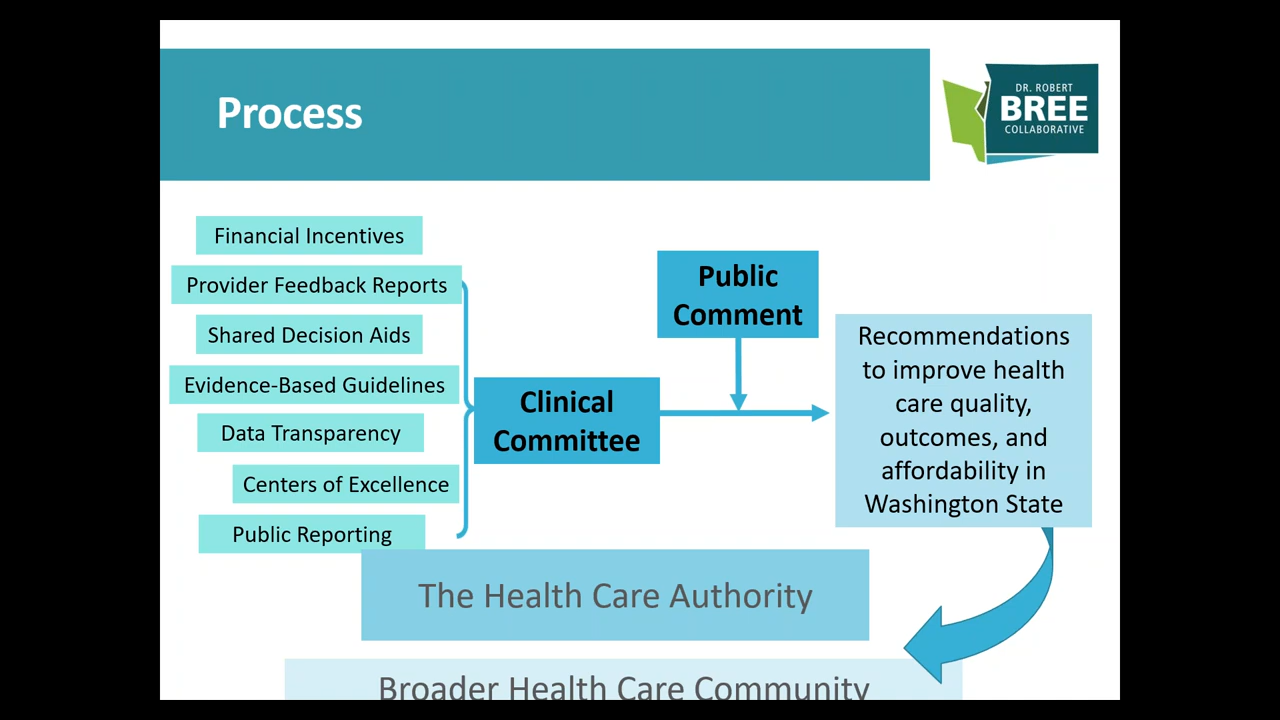 Process
DR. ROBERT
BREE
COLLABORATIVE
Financial Incentives
Provider Feedback Reports
Shared Decision Aids
Evidence-Based Guidelines
Data Transparency
Centers of Excellence
Public Reporting
Clinical
Committee
Public
Comment
Recommendations
to improve health
care quality,
outcomes, and
affordability in
Washington State
The Health Care Authority
Broader Health Care Community